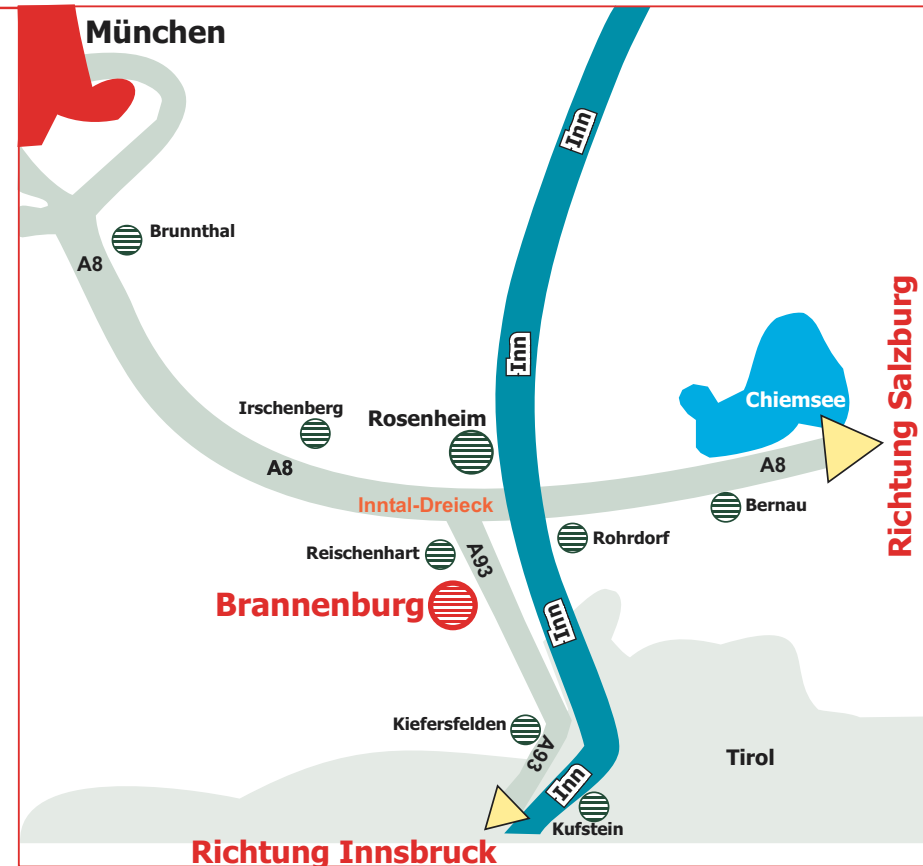 München
Inn
Brunnthal
A8
Inn
Richtung Salzburg
Chiemsee
Irschenberg
Rosenheim
A8
A8
Inntal-Dreieck
Bernau
Rohrdorf
Reischenhart
A93
Brannenburg
Inn
Kiefersfelden
A93
Tirol
Inn
Kufstein
Richtung Innsbruck